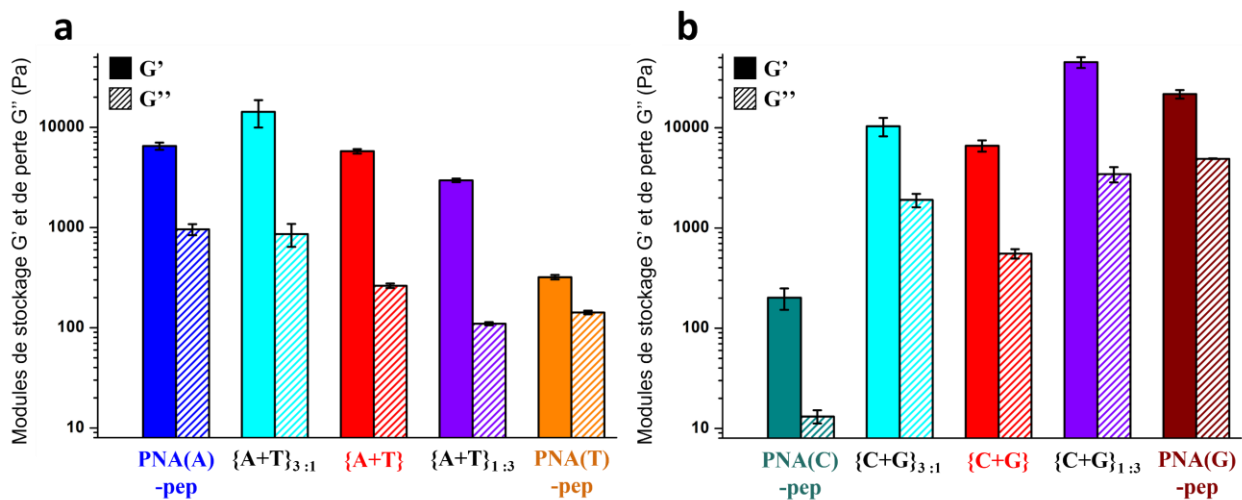 a
Modules de stockage G’ et de perte G’’ (Pa)
G’
G’’
10000
1000
100
10
PNA(A)
-pep
{A+T}3 :1
{A+T}
{A+T}1 :3
PNA(T)
-pep
b
Modules de stockage G’ et de perte G’’ (Pa)
G’
G’’
10000
1000
100
10
PNA(C)
-pep
{C+G}3 :1
{C+G}
{C+G}1 :3
PNA(G)
-pep